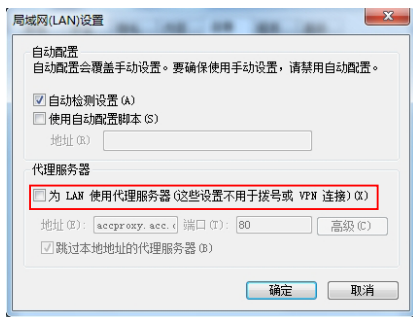 局域网(LAN)设置
自动配置
自动配置会覆盖手动设置。要确保使用手动设置，请禁用自动配置。
自动检测设置(A)
使用自动配置脚本(S)
地址(R)
代理服务器
为 LAN 使用代理服务器(这些设置不用于拨号或 VPN 连接)(X)
地址(E): accproxy.acc. 端口(T): 80 高级(C)
跳过本地地址的代理服务器(B)
确定 取消